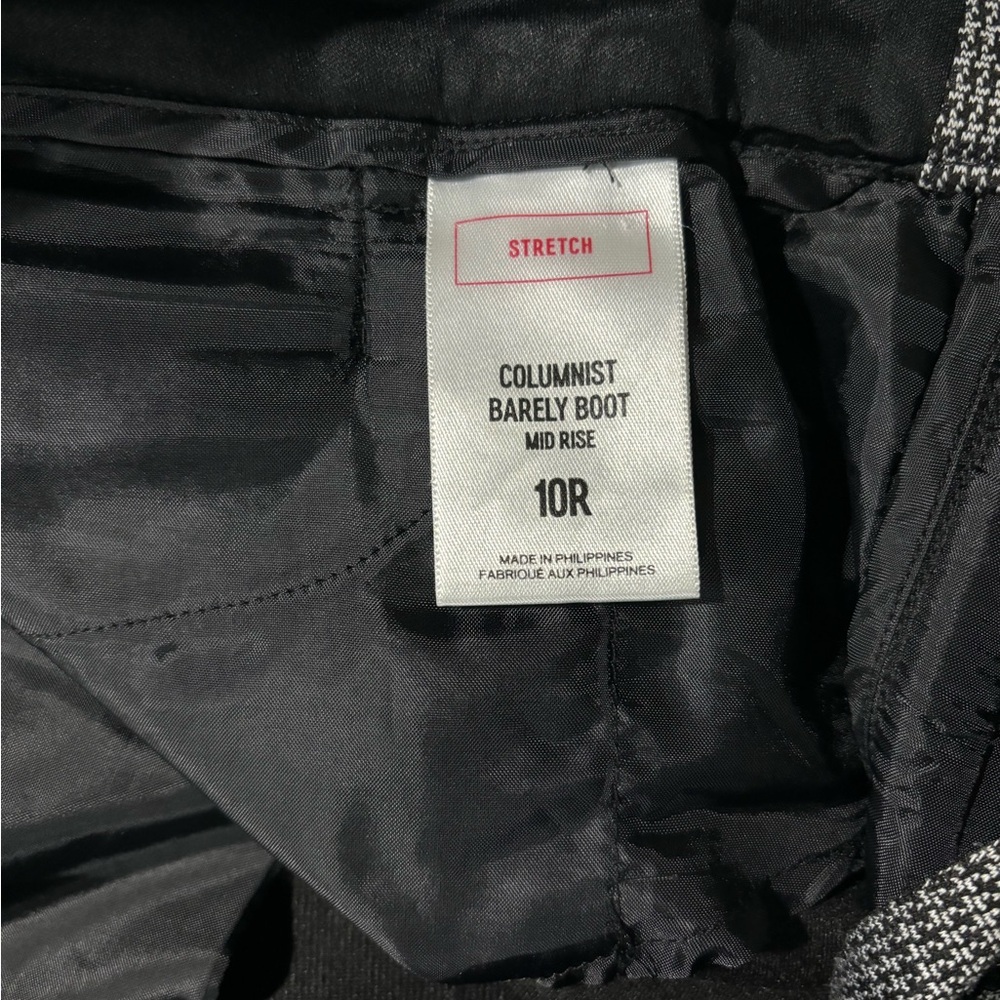 STRETCH
COLUMNIST
BARELY BOOT
MID RISE
10R
MADE IN PHILIPPINES
FABRIQUÉ AUX PHILIPPINES